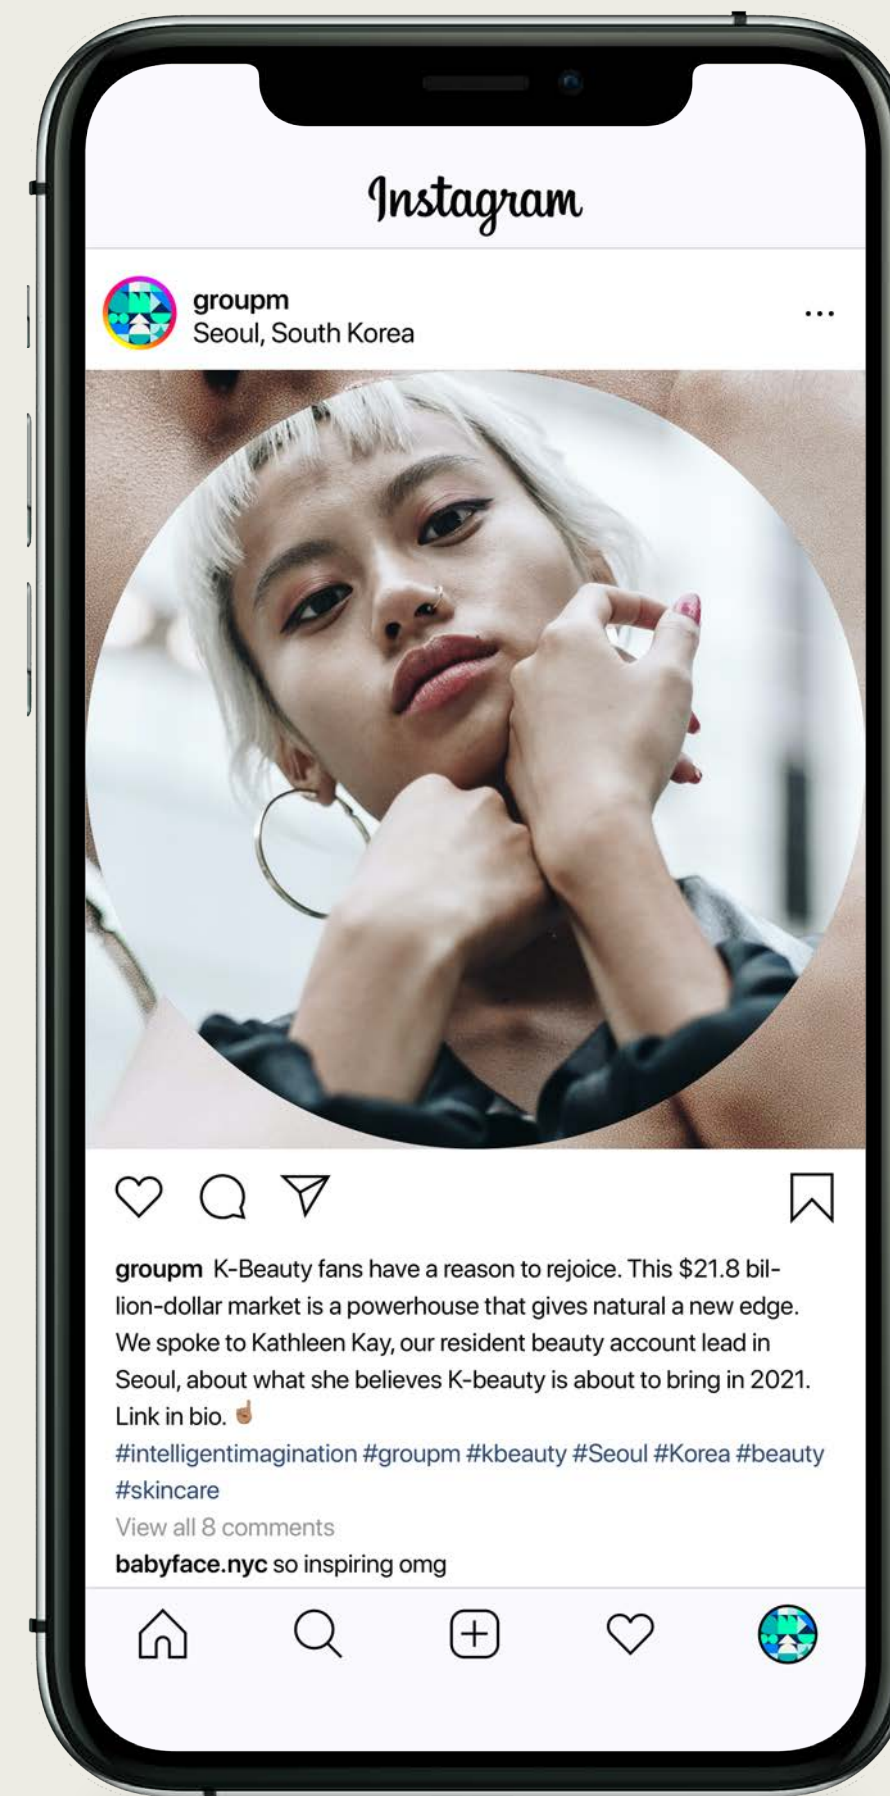 Instagram
groupm
Seoul, South Korea
groupm K-Beauty fans have a reason to rejoice. This $21.8 bil-
lion-dollar market is a powerhouse that gives natural a new edge.
We spoke to Kathleen Kay, our resident beauty account lead in
Seoul, about what she believes K-beauty is about to bring in 2021.
Link in bio. ☝🏽
#intelligentimagination #groupm #kbeauty #Seoul #Korea #beauty
#skincare
View all 8 comments
babyface.nyc so inspiring omg